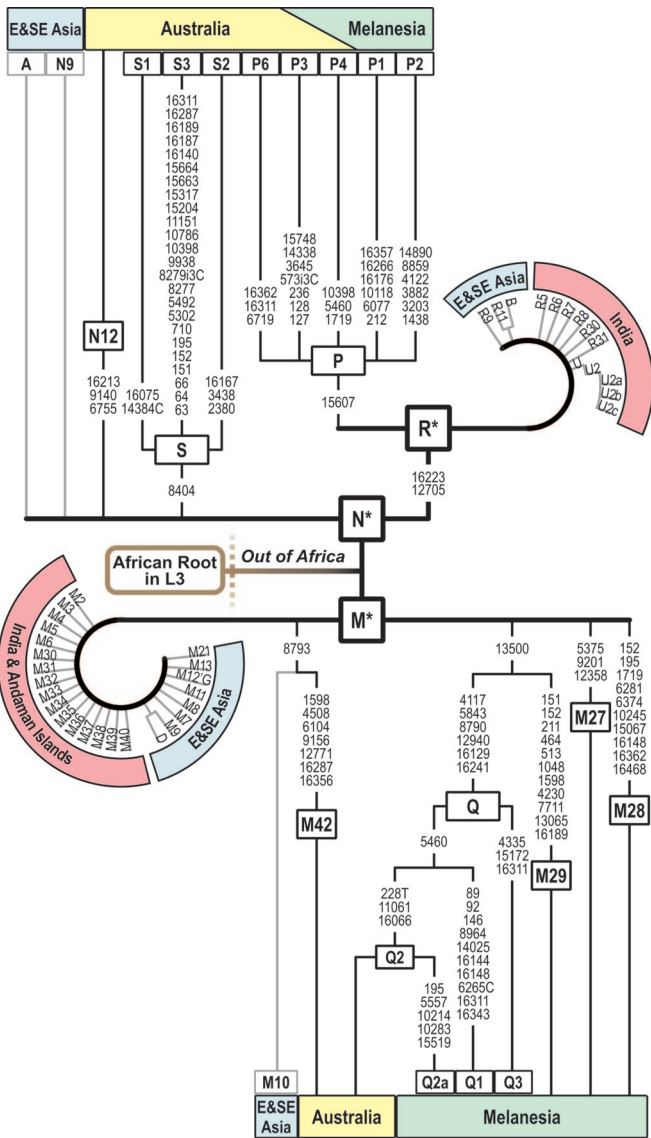 E&SE Asia
Australia
Melanesia
A
N9
S1
S3
S2
P6
P3
P4
P1
P2
16311
16287
16189
16187
16140
15664
15663
15317
15204
11151
10786
10398
9938
8279i3C
8277
5492
5302
710
195
152
151
66
64
63
15748
14338
3645
573i3C
236
128
127
16357
16266
16176
10118
6077
212
14890
8859
4122
3882
3203
1438
16362
16311
6719
10398
5460
1719
N12
16213
9140
6755
16075
14384C
16167
3438
2380
P
15607
S
8404
E&SE Asia
India
R9
R11
B
R5
R6
R7
R8
R30
R31
U
U2
U2a
U2b
U2c
R*
16223
12705
N*
Out of Africa
African Root
in L3
M*
India & Andaman Islands
M2
M3
M4
M5
M6
M30
M31
M32
M33
M34
M35
M36
M37
M38
M39
M40
E&SE Asia
M21
M13
M12'G
M11
M8
M7
M9
D
8793
13500
5375
9201
12358
152
195
1719
6281
6374
10245
15067
16148
16362
16468
1598
4508
6104
9156
12771
16287
16356
4117
5843
8790
12940
16129
16241
151
152
211
464
513
1048
1598
4230
7711
13065
16189
M27
M28
M42
Q
M29
5460
4335
15172
16311
228T
11061
16066
89
92
146
8964
14025
16144
16148
6265C
16311
16343
Q2
195
5557
10214
10283
15519
M10
Q2a
Q1
Q3
E&SE
Asia
Australia
Melanesia